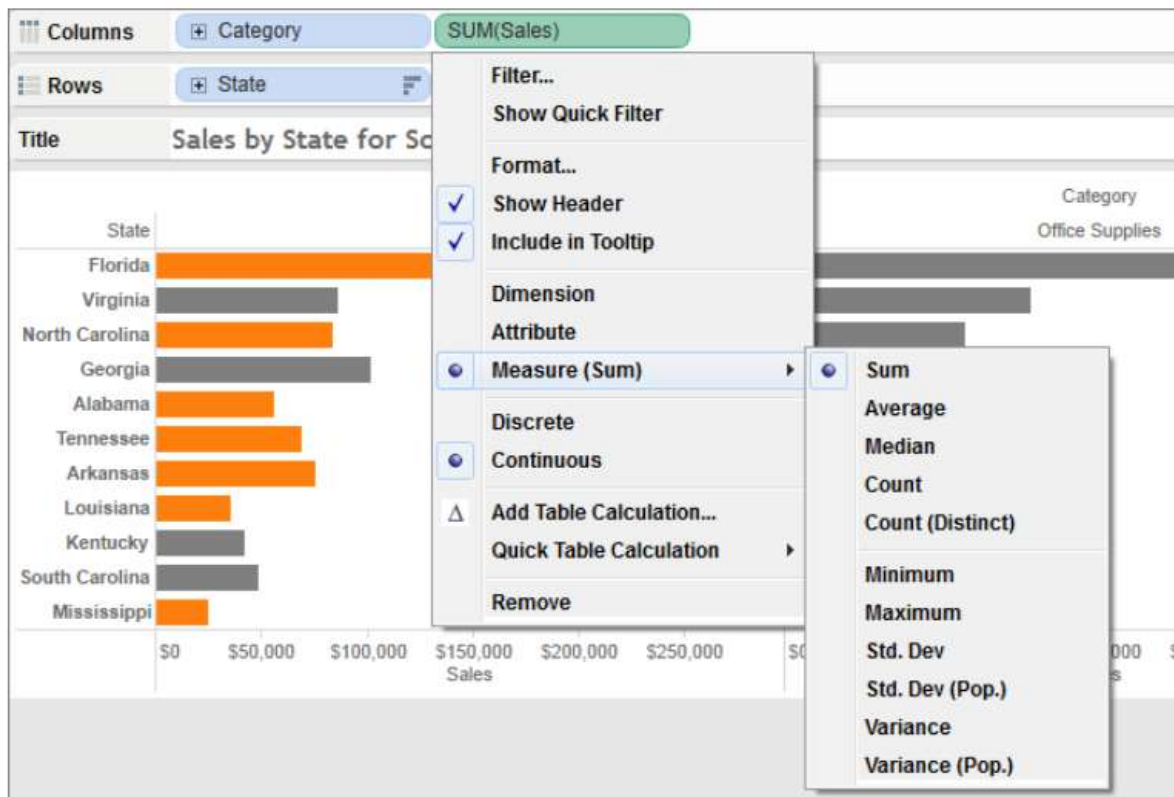 Columns Category SUM(Sales)
Rows State
Title Sales by State for
Filter...
Show Quick Filter
Format...
Show Header
Include in Tooltip
Dimension
Attribute
Measure (Sum)
Discrete
Continuous
Δ Add Table Calculation...
Quick Table Calculation
Remove
Sum
Average
Median
Count
Count (Distinct)
Minimum
Maximum
Std. Dev
Std. Dev (Pop.)
Variance
Variance (Pop.)
Category
State Office Supplies
Florida
Virginia
North Carolina
Georgia
Alabama
Tennessee
Arkansas
Louisiana
Kentucky
South Carolina
Mississippi
$0 $50,000 $100,000 $150,000 $200,000 $250,000
Sales